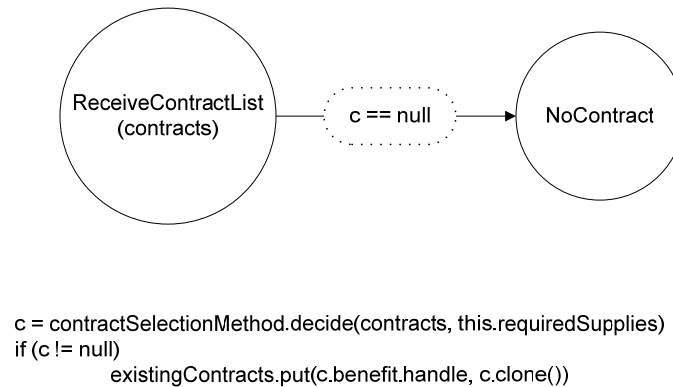 ReceiveContractList
(contracts)
c == null
NoContract
c = contractSelectionMethod.decide(contracts, this.requiredSupplies)
if (c != null)
existingContracts.put(c.benefit.handle, c.clone())